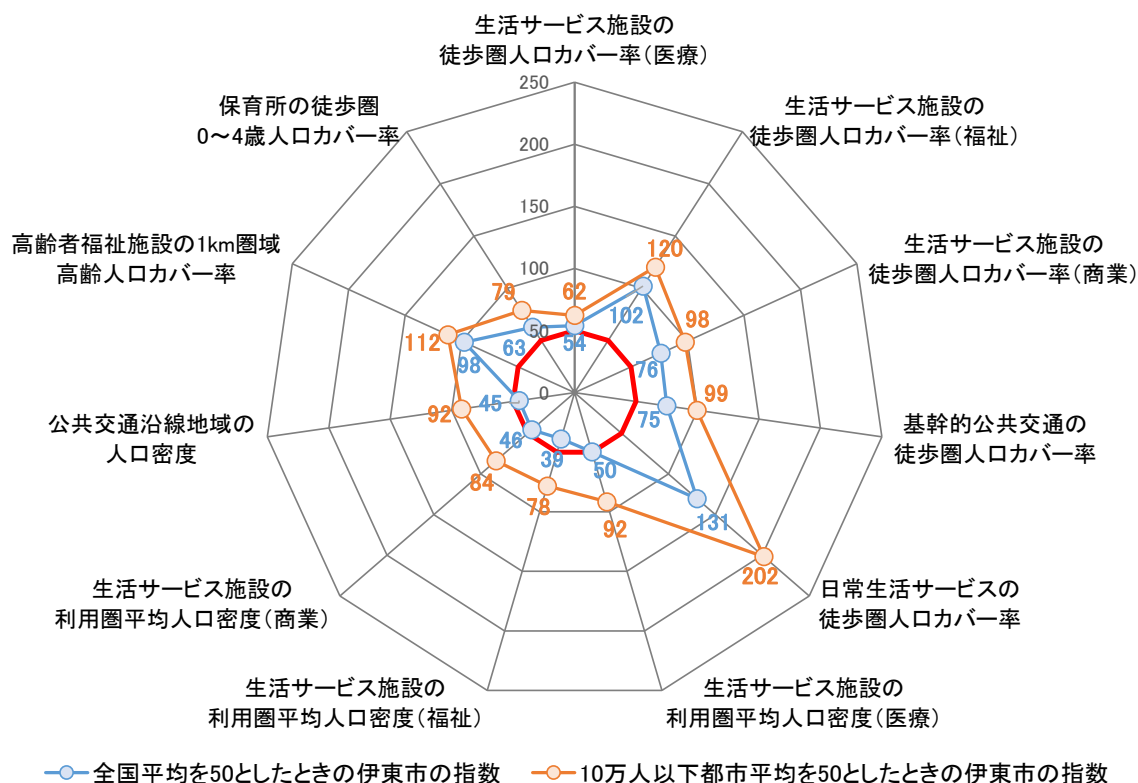 生活サービス施設の
徒歩圏人口カバー率(医療)
250
200
150
100
50
0
生活サービス施設の
徒歩圏人口カバー率(福祉)
生活サービス施設の
徒歩圏人口カバー率(商業)
基幹的公共交通の
徒歩圏人口カバー率
日常生活サービスの
徒歩圏人口カバー率
生活サービス施設の
利用圏平均人口密度(医療)
生活サービス施設の
利用圏平均人口密度(福祉)
生活サービス施設の
利用圏平均人口密度(商業)
公共交通沿線地域の
人口密度
高齢者福祉施設の1km圏域
高齢人口カバー率
保育所の徒歩圏
0～4歳人口カバー率
62
120
98
99
202
92
78
84
92
112
79
54
102
76
75
131
50
39
46
45
98
63
全国平均を50としたときの伊東市の指数
10万人以下都市平均を50としたときの伊東市の指数